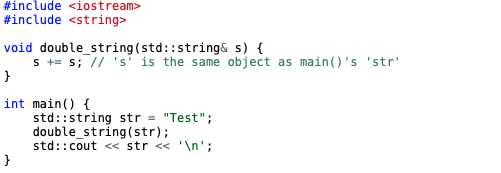 #include <iostream>
#include <string>

void double_string(std::string& s) {
    s += s; // 's' is the same object as main()'s 'str'
}

int main() {
    std::string str = "Test";
    double_string(str);
    std::cout << str << '\n';
}